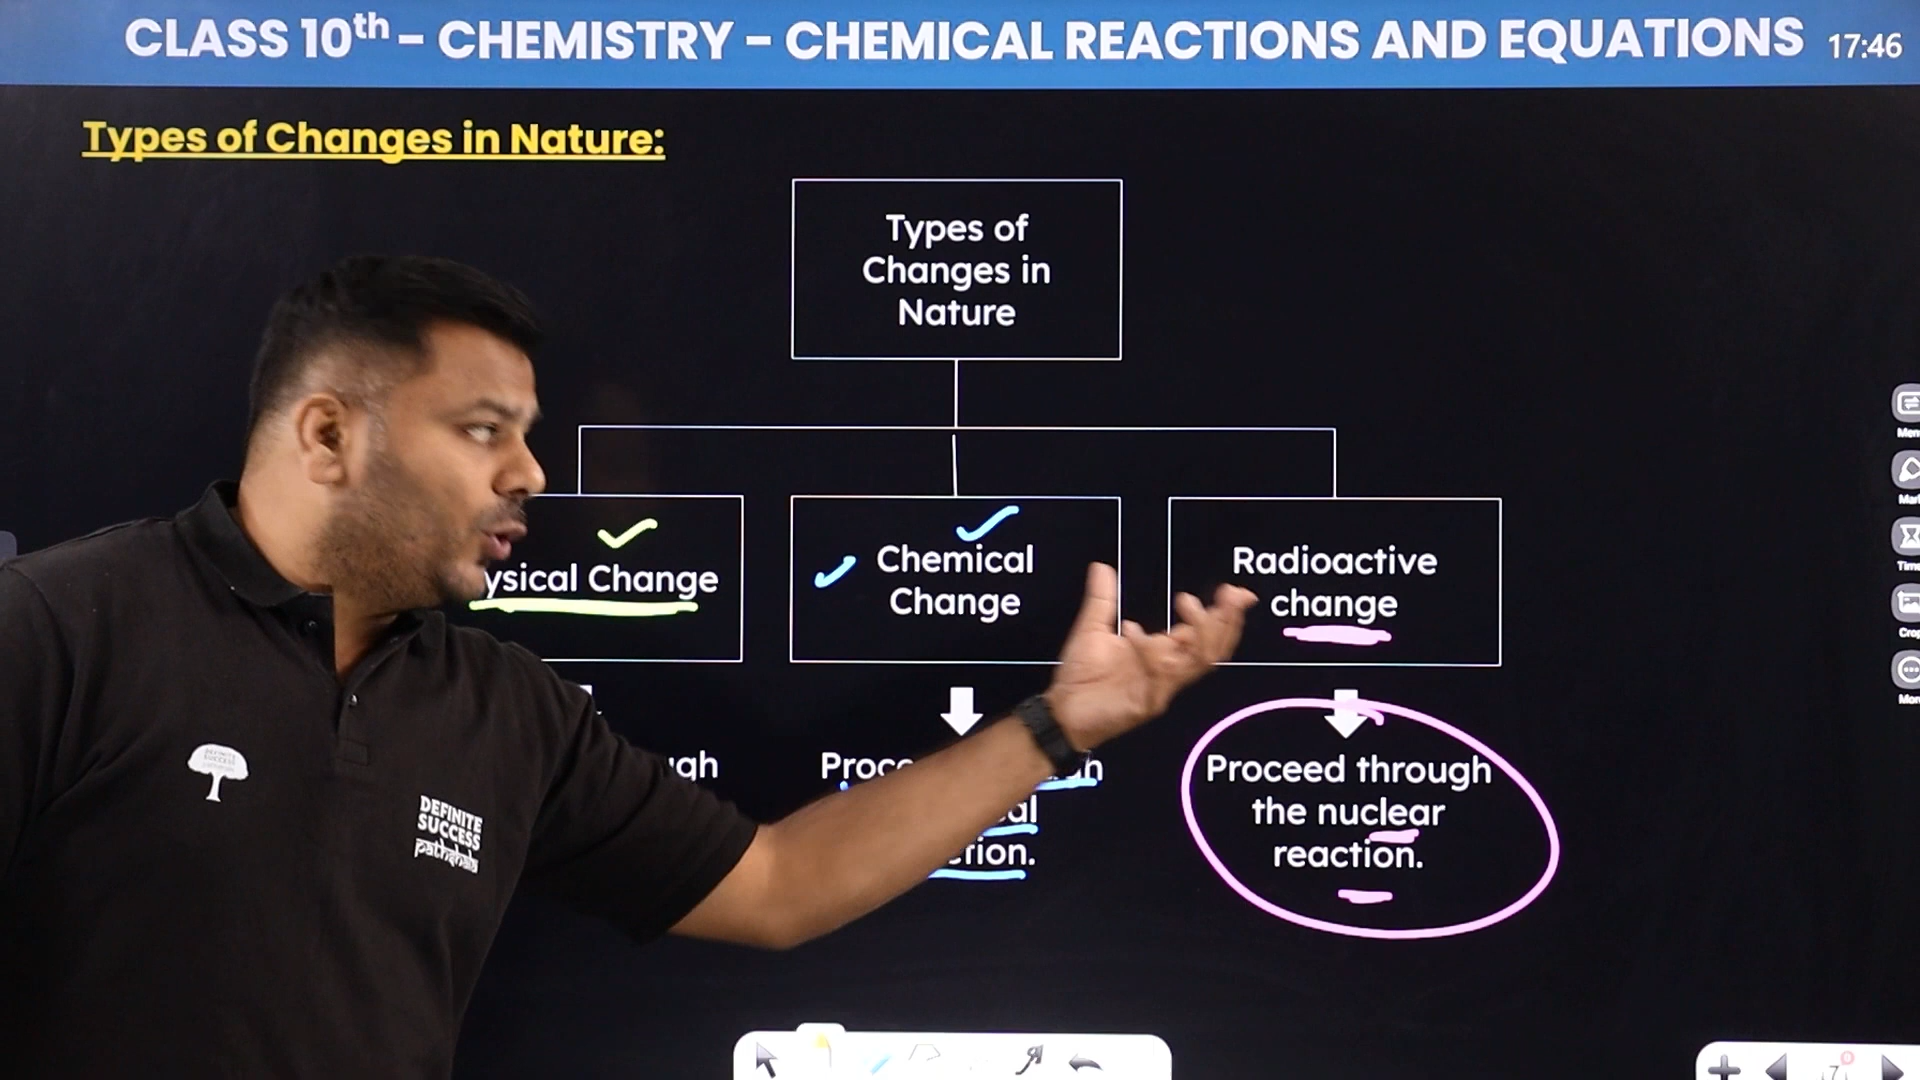 CLASS 10th - CHEMISTRY - CHEMICAL REACTIONS AND EQUATIONS 17:46
Types of Changes in Nature:
Types of
Changes in
Nature
ysical Change
Chemical
Change
Radioactive
change
Proceed through
the nuclear
reaction.
DEFINITE
SUCCESS
pathshala